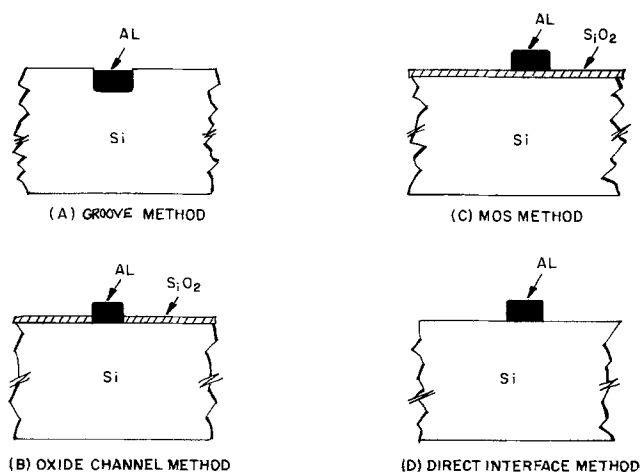 AL
Si
(A) GROOVE METHOD
AL
SiO2
Si
(C) MOS METHOD
AL
SiO2
Si
(B) OXIDE CHANNEL METHOD
AL
Si
(D) DIRECT INTERFACE METHOD